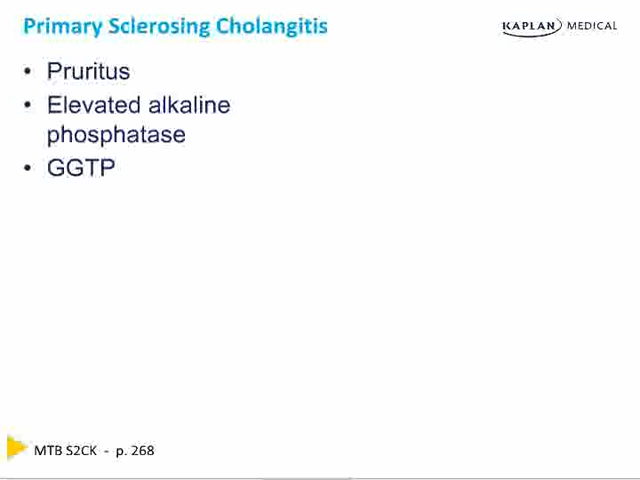 Primary Sclerosing Cholangitis
KAPLAN MEDICAL
• Pruritus
• Elevated alkaline
phosphatase
• GGTP
MTB S2CK - p. 268